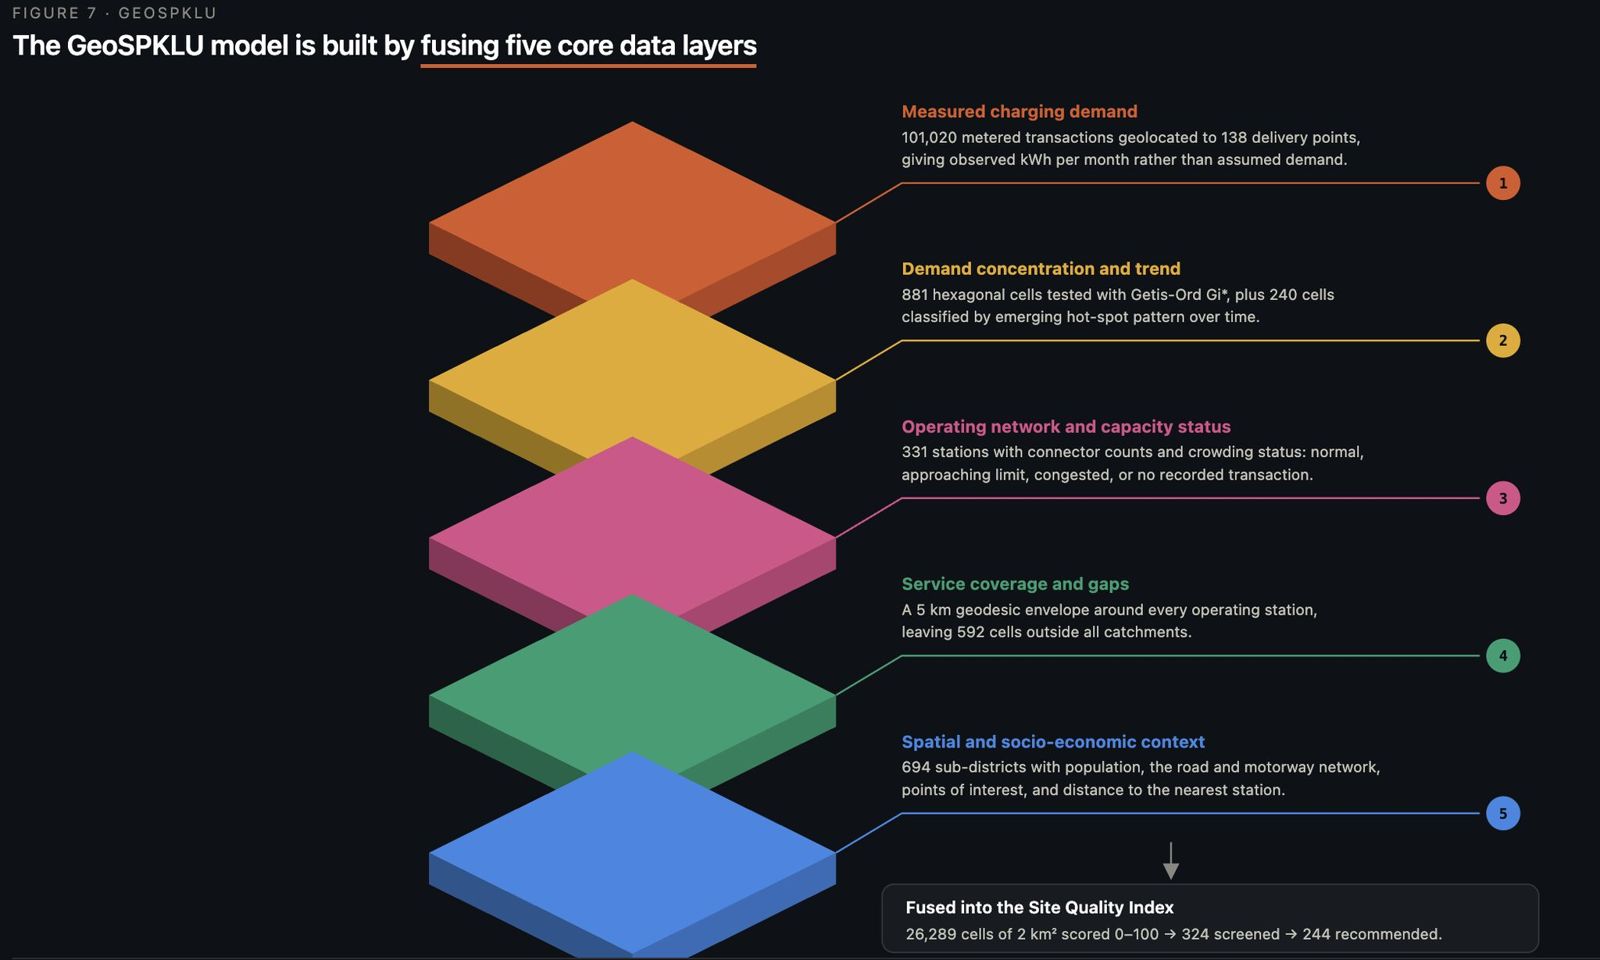 FIGURE 7 · GEOSPKLU
The GeoSPKLU model is built by fusing five core data layers
Measured charging demand
101,020 metered transactions geolocated to 138 delivery points,
giving observed kWh per month rather than assumed demand.
1
Demand concentration and trend
881 hexagonal cells tested with Getis-Ord Gi*, plus 240 cells
classified by emerging hot-spot pattern over time.
2
Operating network and capacity status
331 stations with connector counts and crowding status: normal,
approaching limit, congested, or no recorded transaction.
3
Service coverage and gaps
A 5 km geodesic envelope around every operating station,
leaving 592 cells outside all catchments.
4
Spatial and socio-economic context
694 sub-districts with population, the road and motorway network,
points of interest, and distance to the nearest station.
5
Fused into the Site Quality Index
26,289 cells of 2 km² scored 0–100 → 324 screened → 244 recommended.